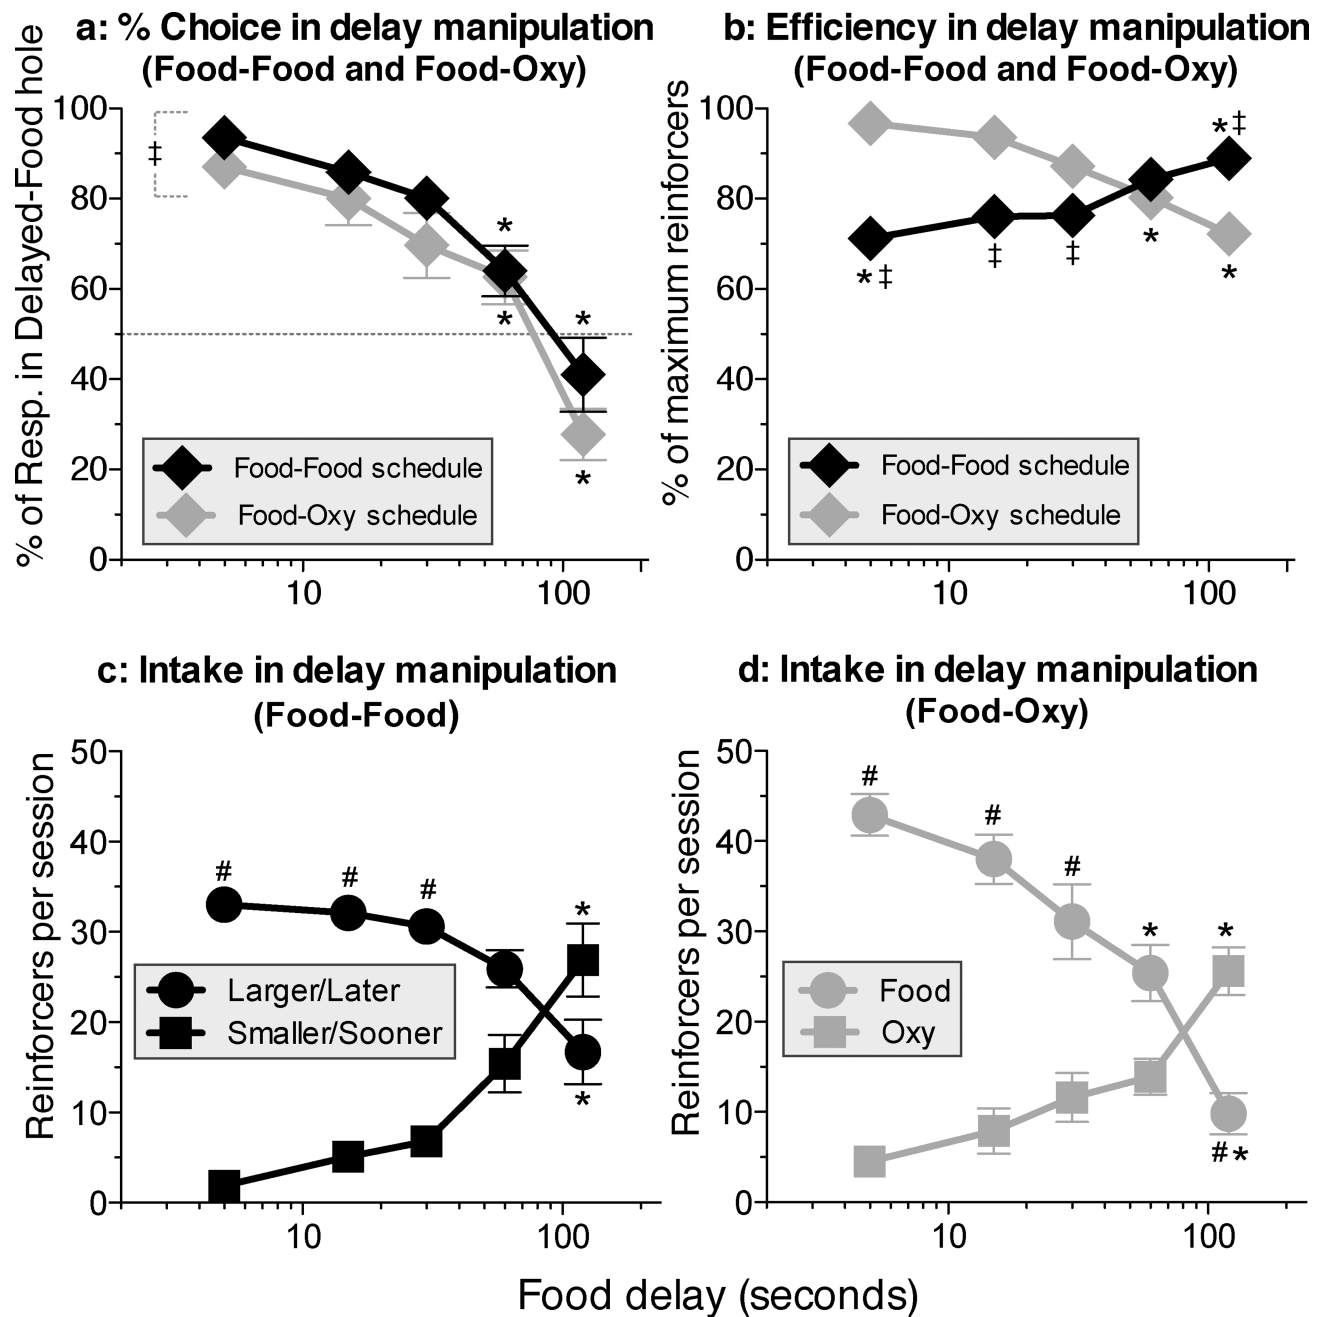 a: % Choice in delay manipulation
(Food-Food and Food-Oxy)
% of Resp. in Delayed-Food hole
100
80
60
40
20
0
‡
*
*
*
*
Food-Food schedule
Food-Oxy schedule
10
100
b: Efficiency in delay manipulation
(Food-Food and Food-Oxy)
% of maximum reinforcers
100
80
60
40
20
0
*‡
*‡
‡
‡
*
*
Food-Food schedule
Food-Oxy schedule
10
100
c: Intake in delay manipulation
(Food-Food)
Reinforcers per session
50
40
30
20
10
0
#
#
#
*
*
Larger/Later
Smaller/Sooner
10
100
d: Intake in delay manipulation
(Food-Oxy)
Reinforcers per session
50
40
30
20
10
0
#
#
#
*
*
#*
Food
Oxy
10
100
Food delay (seconds)